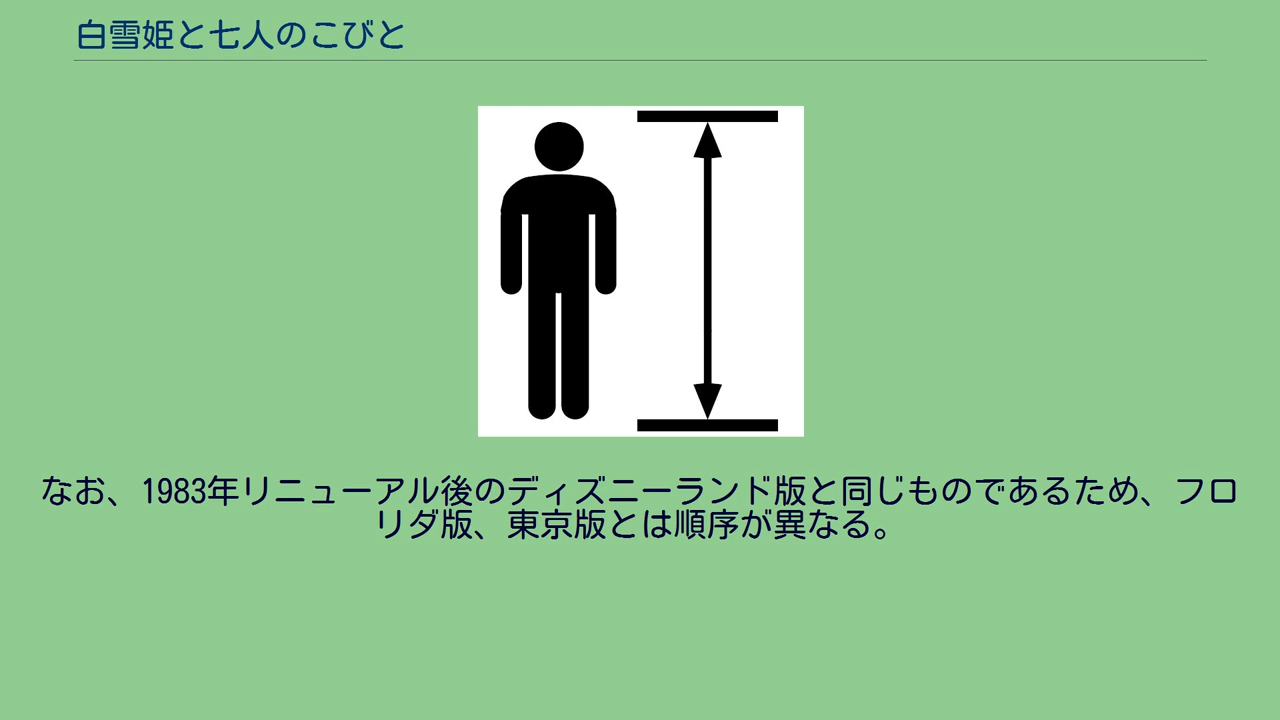 白雪姫と七人のこびと
なお、1983年リニューアル後のディズニーランド版と同じものであるため、フロ
リダ版、東京版とは順序が異なる。